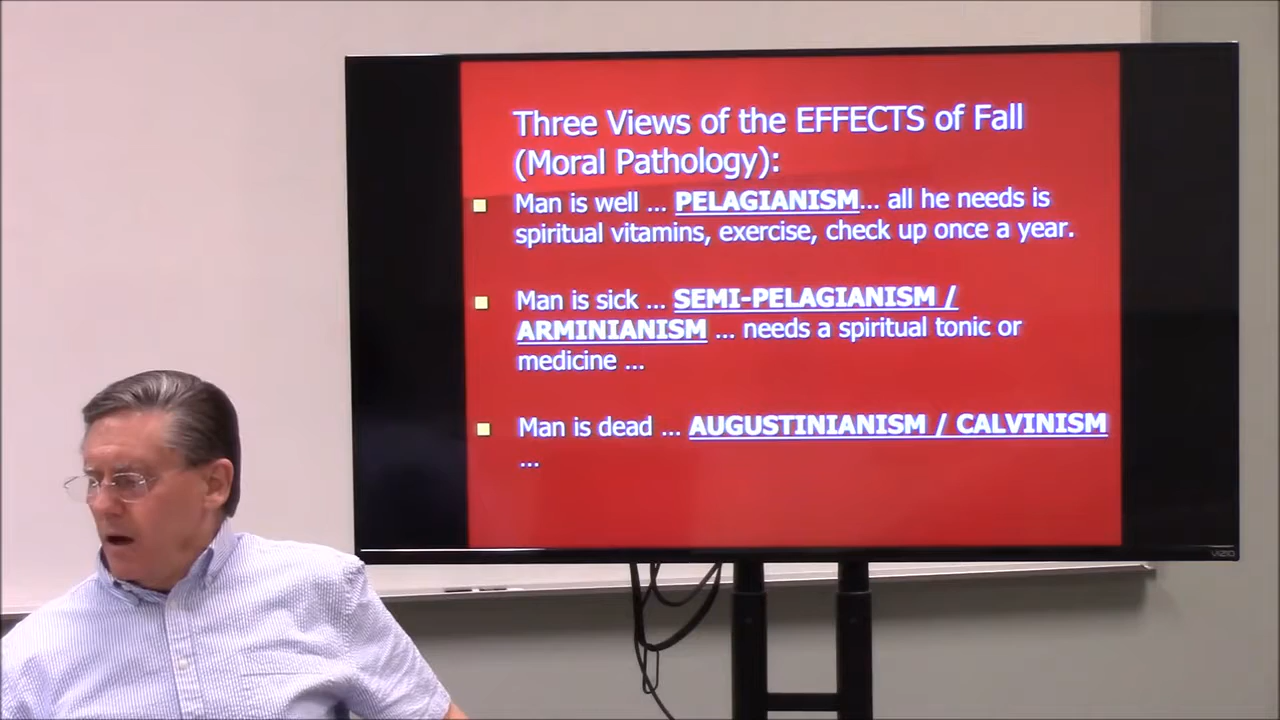 Three Views of the EFFECTS of Fall
(Moral Pathology):
Man is well ... PELAGIANISM... all he needs is
spiritual vitamins, exercise, check up once a year.
Man is sick ... SEMI-PELAGIANISM /
ARMINIANISM ... needs a spiritual tonic or
medicine ...
Man is dead ... AUGUSTINIANISM / CALVINISM
...
VIZIO